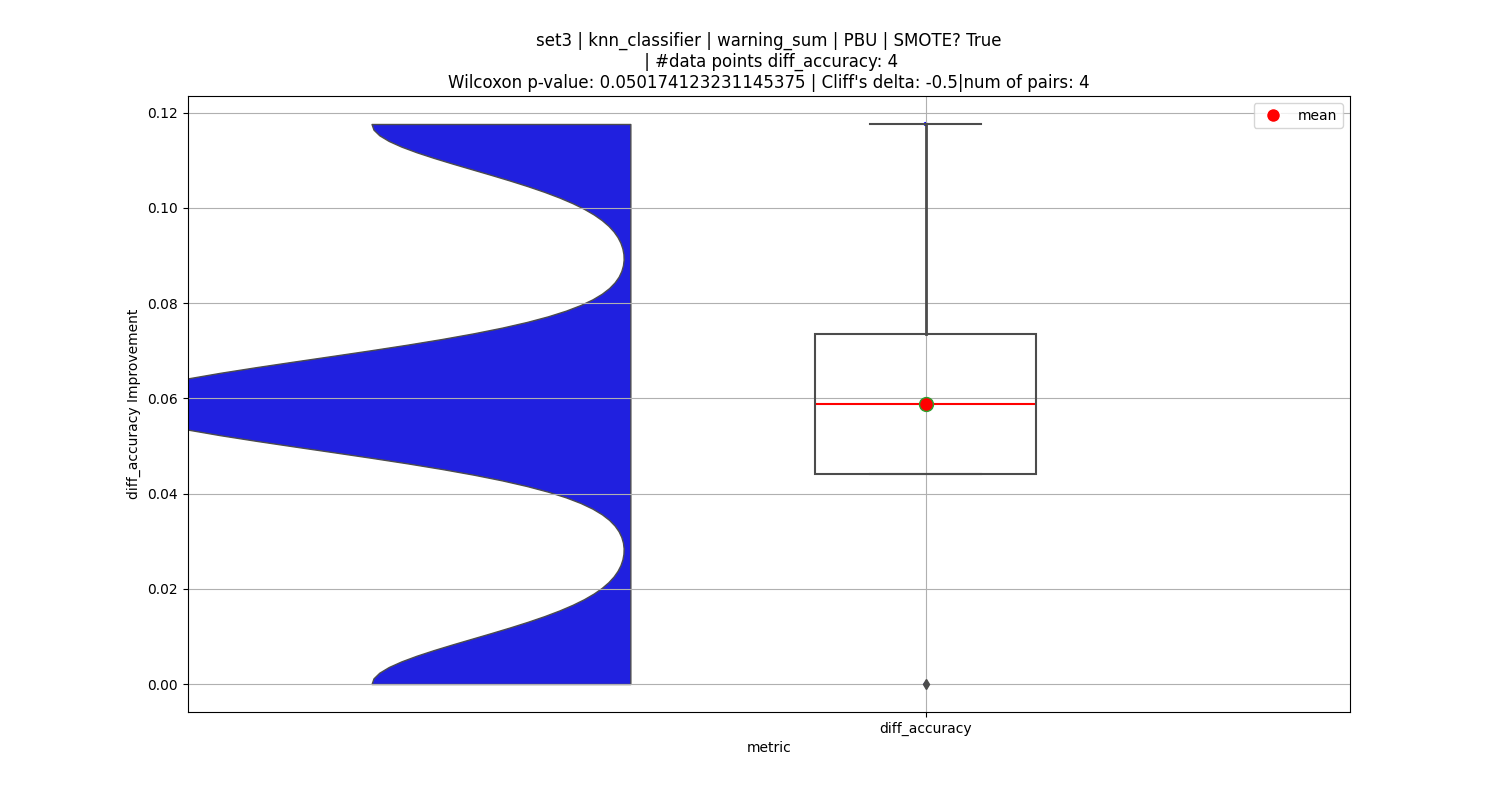 set3 | knn_classifier | warning_sum | PBU | SMOTE? True
| #data points diff_accuracy: 4
Wilcoxon p-value: 0.050174123231145375 | Cliff's delta: -0.5|num of pairs: 4
mean
0.12
0.10
0.08
0.06
0.04
0.02
0.00
diff_accuracy Improvement
diff_accuracy
metric